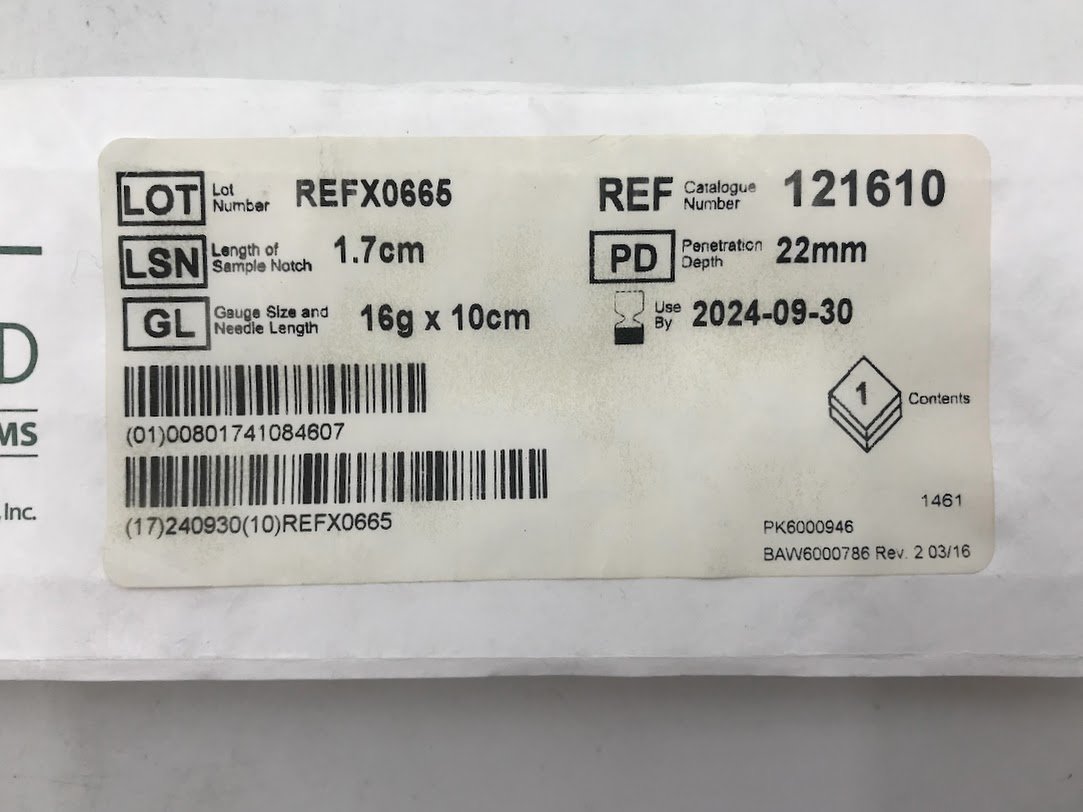 LOT Lot Number REFX0665
REF Catalogue Number 121610
LSN Length of Sample Notch 1.7cm
PD Penetration Depth 22mm
GL Gauge Size and Needle Length 16g x 10cm
Use By 2024-09-30
(01)00801741084607
1 Contents
(17)240930(10)REFX0665
1461
PK6000946
BAW6000786 Rev. 2 03/16
D
MS
Inc.